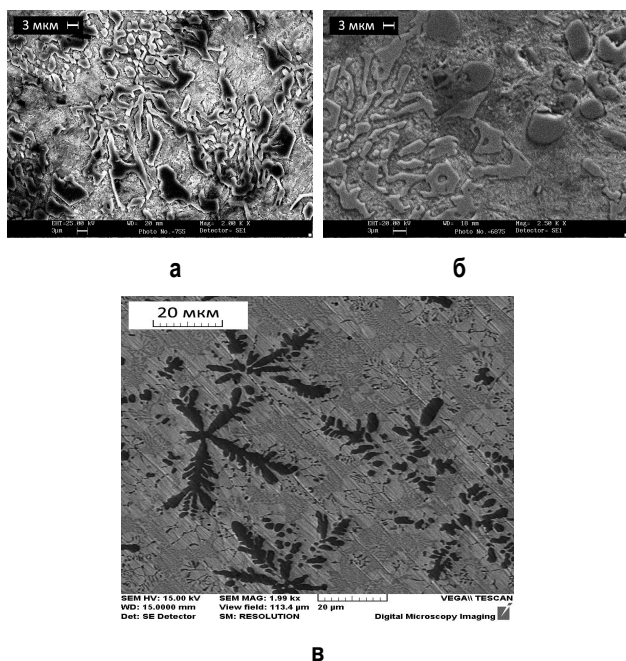 3 мкм
EHT=25.00 kV WD= 20 mm Mag= 2.00 K X
3µm Photo No.=755 Detector= SE1
3 мкм
EHT=20.00 kV WD= 18 mm Mag= 2.50 K X
3µm Photo No.=6875 Detector= SE1
а
б
20 мкм
SEM HV: 15.00 kV SEM MAG: 1.99 kx VEGA\\ TESCAN
WD: 15.0000 mm View field: 113.4 µm 20 µm
Det: SE Detector SM: RESOLUTION Digital Microscopy Imaging
в